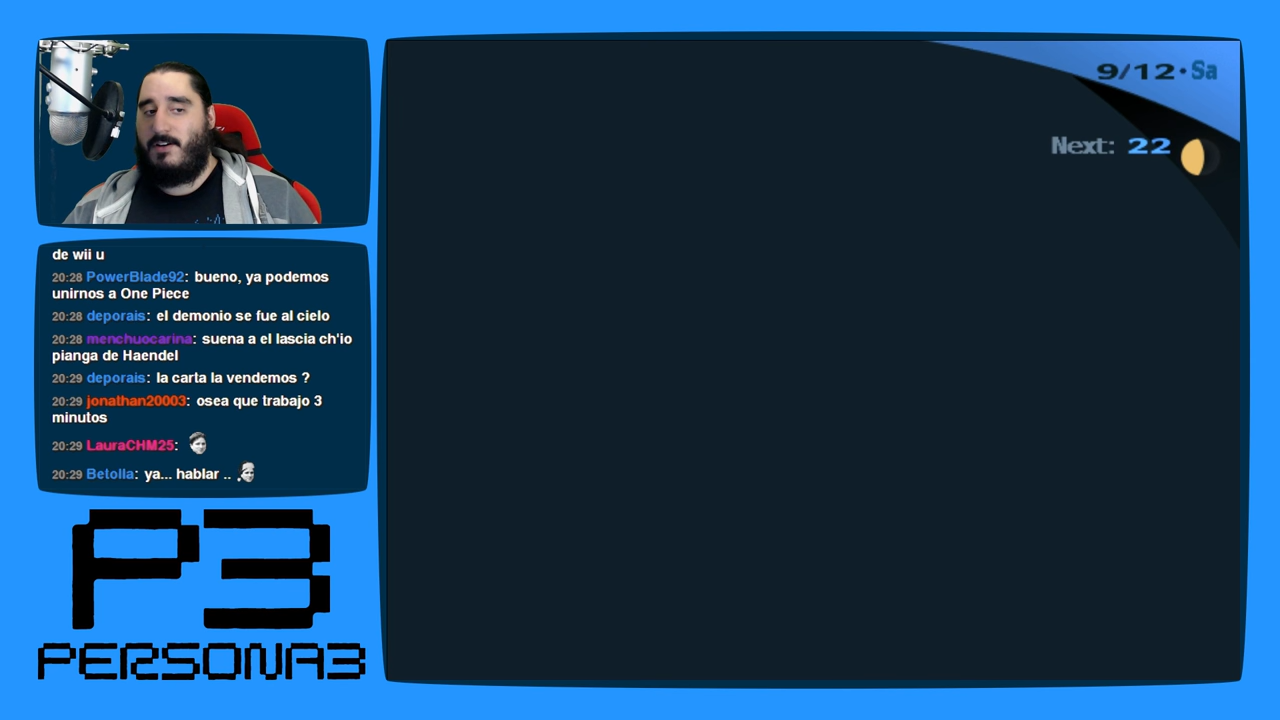 9/12·Sa
Next: 22
de wii u
20:28 PowerBlade92: bueno, ya podemos
unirnos a One Piece
20:28 deporais: el demonio se fue al cielo
20:28 menchuocarina: suena a el lascia ch'io
pianga de Haendel
20:29 deporais: la carta la vendemos ?
20:29 jonathan20003: osea que trabajo 3
minutos
20:29 LauraCHM25:
20:29 Betolla: ya... hablar ..
P3
PERSONA3